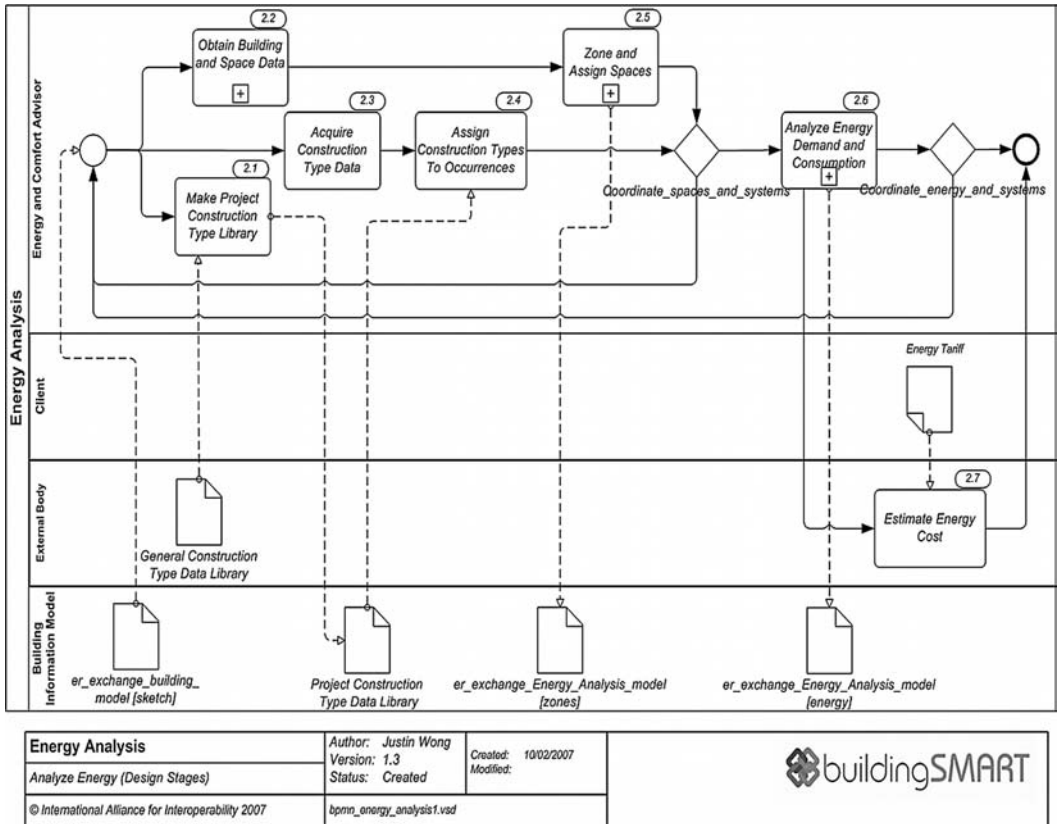 Energy Analysis
Energy and Comfort Advisor
2.2
Obtain Building
and Space Data
2.5
Zone and
Assign Spaces
2.3
Acquire
Construction
Type Data
2.4
Assign
Construction Types
To Occurrences
2.6
Analyze Energy
Demand and
Consumption
2.1
Make Project
Construction
Type Library
Coordinate_spaces_and_systems
Coordinate_energy_and_systems
Client
Energy Tariff
External Body
General Construction
Type Data Library
2.7
Estimate Energy
Cost
Building
Information Model
er_exchange_building_
model [sketch]
Project Construction
Type Data Library
er_exchange_Energy_Analysis_model
[zones]
er_exchange_Energy_Analysis_model
[energy]
Energy Analysis
Analyze Energy (Design Stages)
© International Alliance for Interoperability 2007
Author: Justin Wong
Version: 1.3
Status: Created
bpmn_energy_analysis1.vsd
Created: 10/02/2007
Modified:
buildingSMART